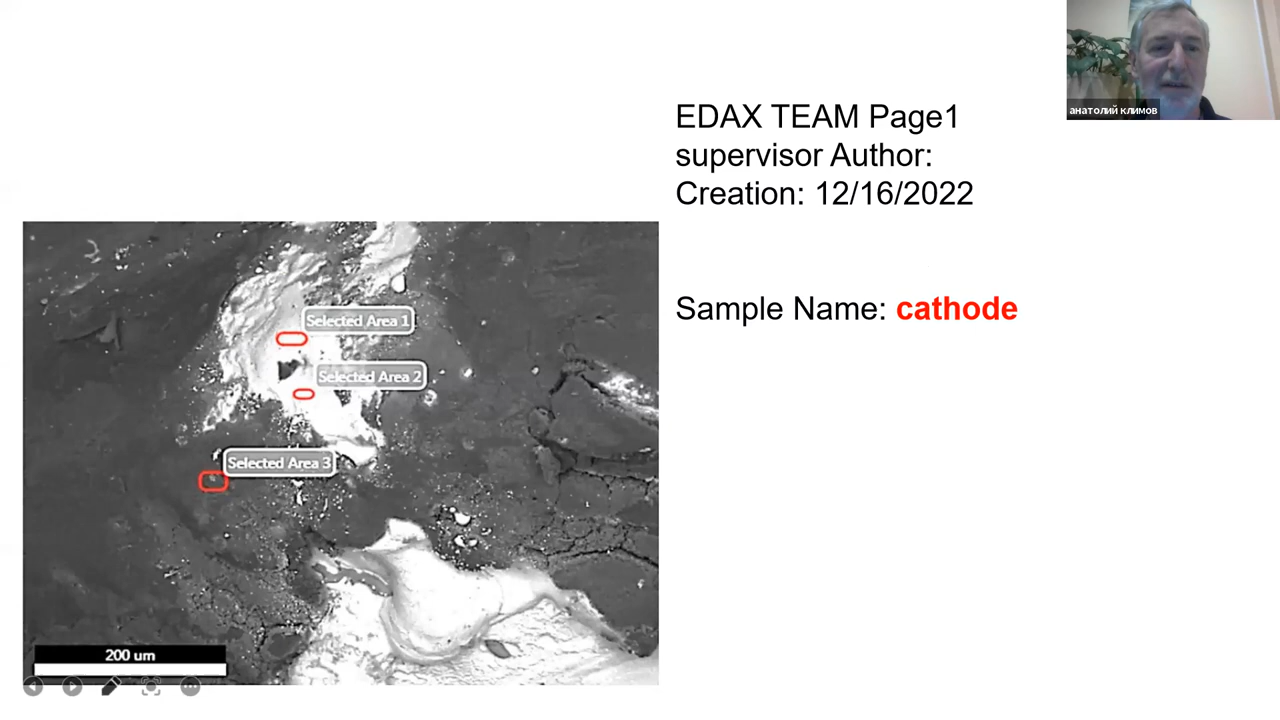 анатолий климов
EDAX TEAM Page1
supervisor Author:
Creation: 12/16/2022
Sample Name: cathode
Selected Area 1
Selected Area 2
Selected Area 3
200 um